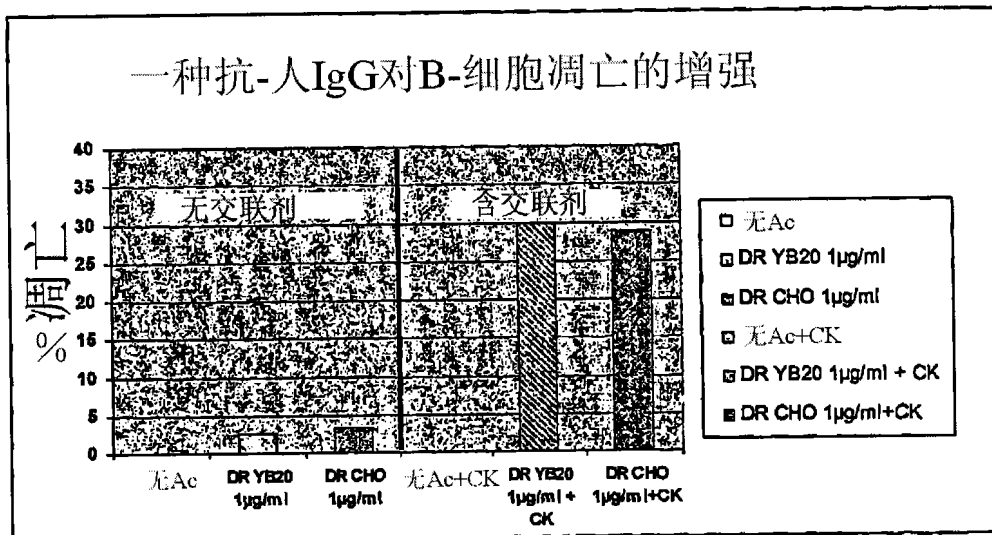 一种抗-人IgG对B-细胞凋亡的增强
40
35
30
25
20
15
10
5
0
%凋亡
无交联剂
含交联剂
无Ac
DR YB20
1µg/ml
DR CHO
1µg/ml
无Ac+CK
DR YB20
1µg/ml +
CK
DR CHO
1µg/ml+CK
无Ac
DR YB20 1µg/ml
DR CHO 1µg/ml
无Ac+CK
DR YB20 1µg/ml + CK
DR CHO 1µg/ml+CK